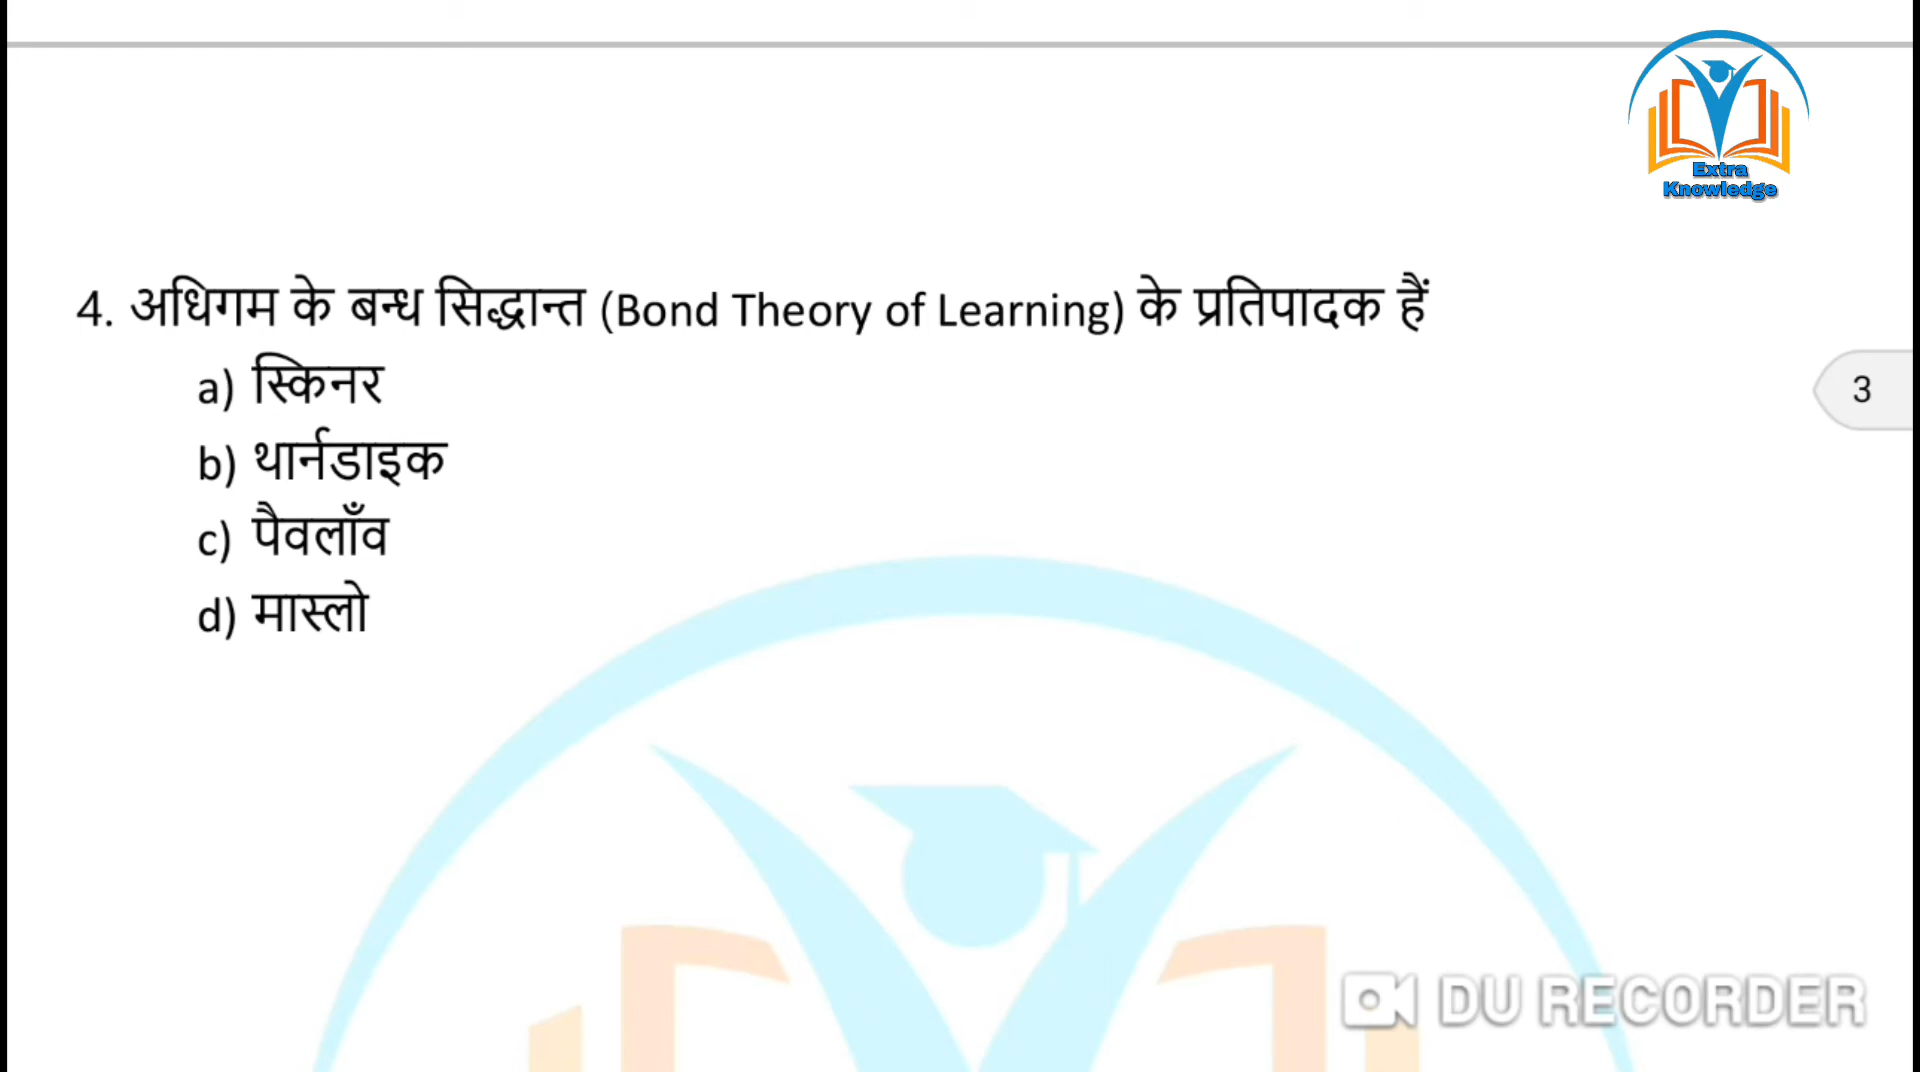 Extra
Knowledge
4. अधिगम के बन्ध सिद्धान्त (Bond Theory of Learning) के प्रतिपादक हैं
a) स्किनर
3
b) थार्नडाइक
c) पैवलाँव
d) मास्लो
DU RECORDER